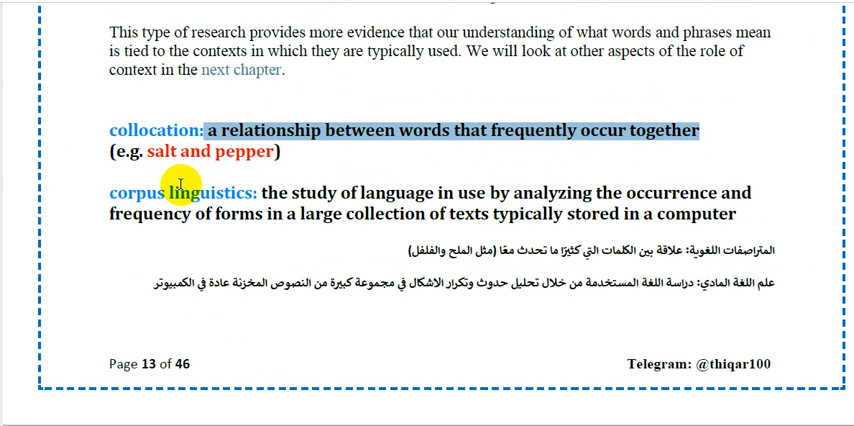 This type of research provides more evidence that our understanding of what words and phrases mean
is tied to the contexts in which they are typically used. We will look at other aspects of the role of
context in the next chapter.
collocation: a relationship between words that frequently occur together
(e.g. salt and pepper)
corpus linguistics: the study of language in use by analyzing the occurrence and
frequency of forms in a large collection of texts typically stored in a computer
المتراصفات اللغوية: علاقة بين الكلمات التي كثيرًا ما تحدث معًا (مثل الملح والفلفل)
علم اللغة المادي: دراسة اللغة المستخدمة من خلال تحليل حدوث وتكرار الاشكال في مجموعة كبيرة من النصوص المخزنة عادة في الكمبيوتر
Page 13 of 46 Telegram: @thiqar100